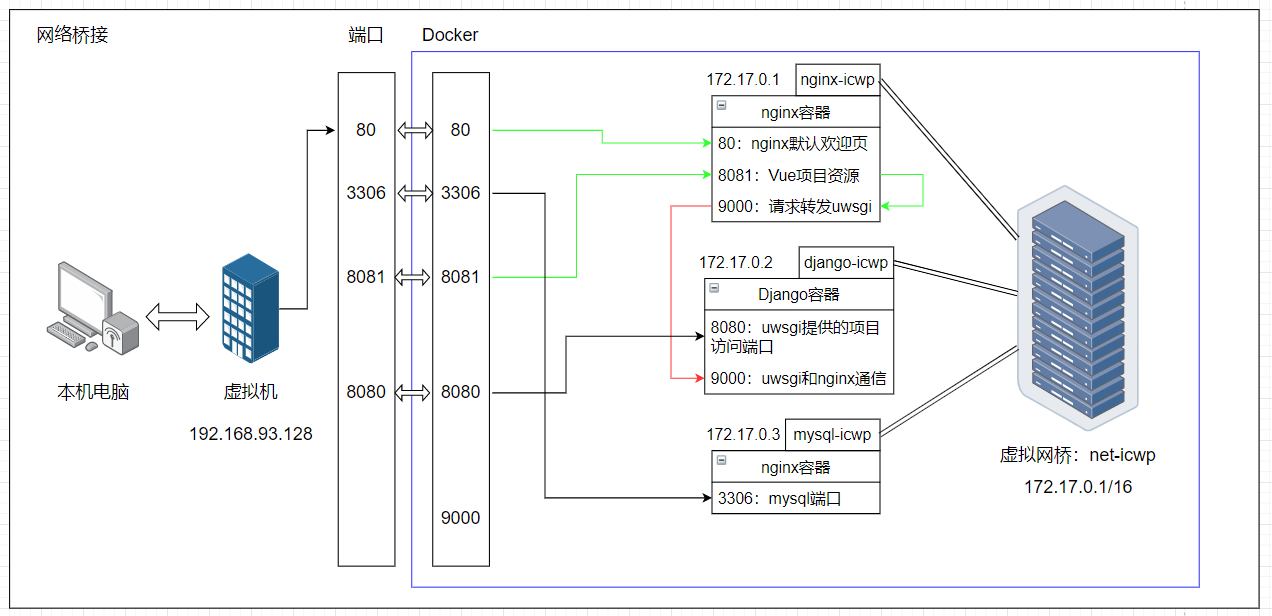 网络桥接
端口
Docker
80
3306
8081
8080
80
3306
8081
8080
9000
本机电脑
虚拟机
192.168.93.128
172.17.0.1
nginx-icwp
nginx容器
80：nginx默认欢迎页
8081：Vue项目资源
9000：请求转发uwsgi
172.17.0.2
django-icwp
Django容器
8080：uwsgi提供的项目
访问端口
9000：uwsgi和nginx通信
172.17.0.3
mysql-icwp
nginx容器
3306：mysql端口
虚拟网桥：net-icwp
172.17.0.1/16